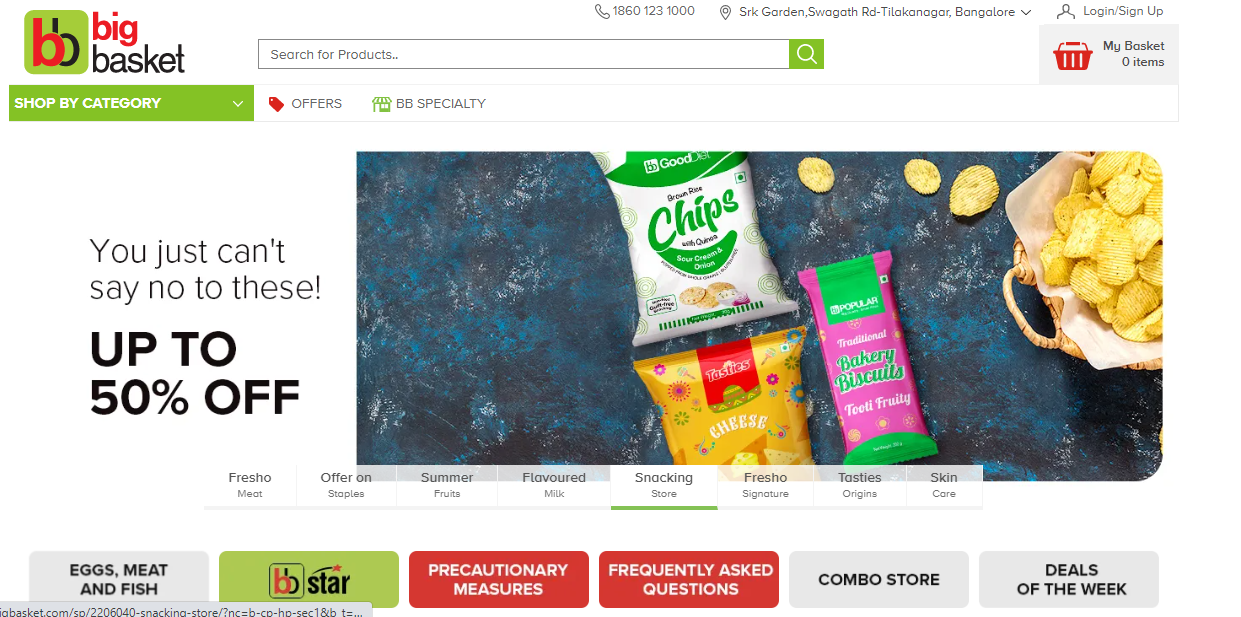 1860 123 1000
Srk Garden,Swagath Rd-Tilakanagar, Bangalore
Login/Sign Up
bb big
basket
Search for Products..
My Basket
0 items
SHOP BY CATEGORY
OFFERS
BB SPECIALTY
You just can't
say no to these!
UP TO
50% OFF
bb GoodDiet
Brown Rice
Chips
with Quinoa
Sour Cream &
Onion
bb POPULAR
Traditional
Bakery
Biscuits
Tooti Fruity
Tasties
CHEESE
Fresho
Meat
Offer on
Staples
Summer
Fruits
Flavoured
Milk
Snacking
Store
Fresho
Signature
Tasties
Origins
Skin
Care
EGGS, MEAT
AND FISH
bb star
PRECAUTIONARY
MEASURES
FREQUENTLY ASKED
QUESTIONS
COMBO STORE
DEALS
OF THE WEEK
igbasket.com/sp/2206040-snacking-store/?nc=b-cp-hp-sec1&b_t=...